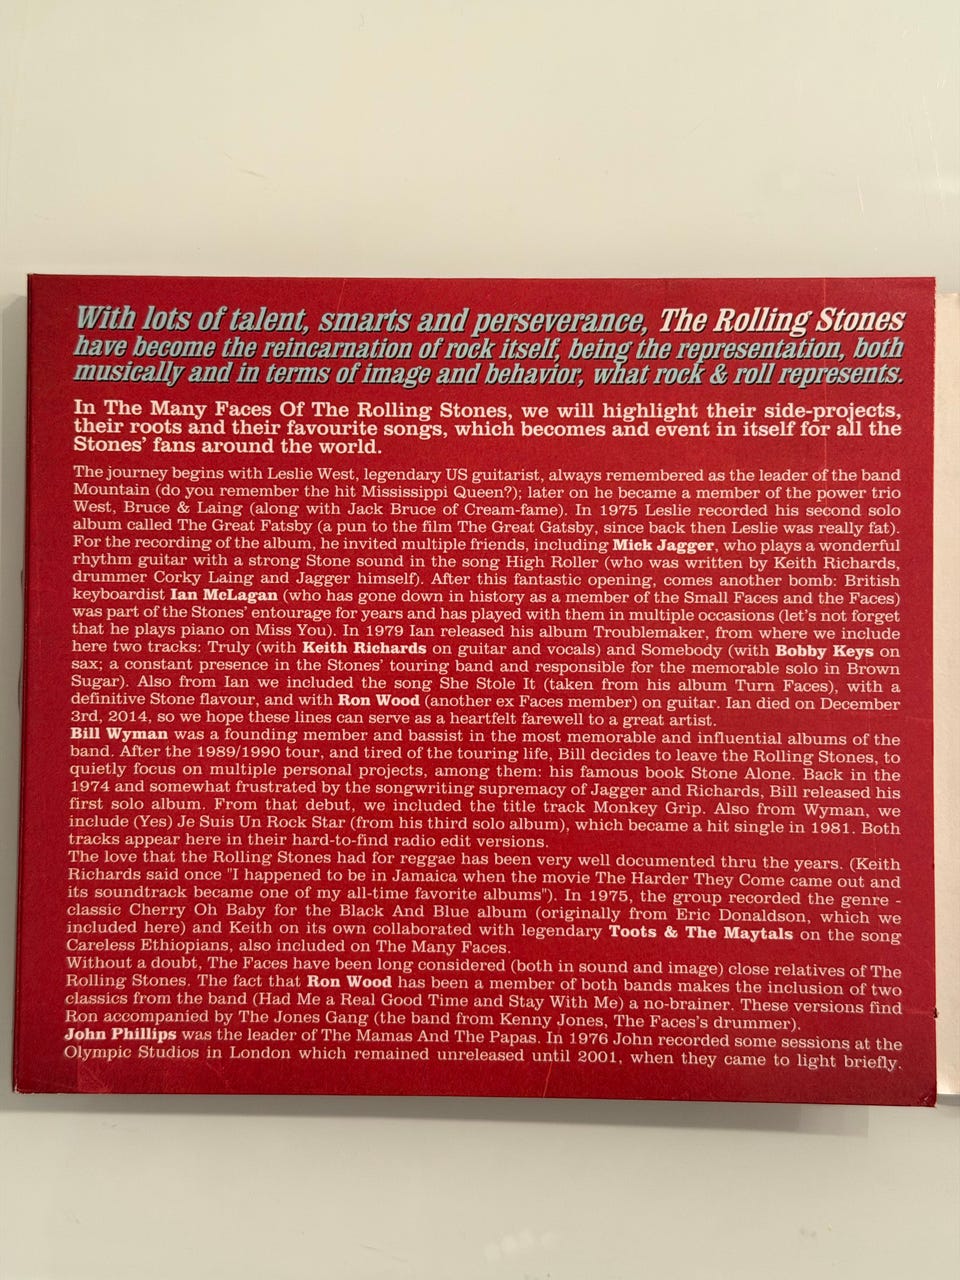 With lots of talent, smarts and perseverance, The Rolling Stones
have become the reincarnation of rock itself, being the representation, both
musically and in terms of image and behavior, what rock & roll represents.
In The Many Faces Of The Rolling Stones, we will highlight their side-projects,
their roots and their favourite songs, which becomes and event in itself for all the
Stones' fans around the world.
The journey begins with Leslie West, legendary US guitarist, always remembered as the leader of the band
Mountain (do you remember the hit Mississippi Queen?); later on he became a member of the power trio
West, Bruce & Laing (along with Jack Bruce of Cream-fame). In 1975 Leslie recorded his second solo
album called The Great Fatsby (a pun to the film The Great Gatsby, since back then Leslie was really fat).
For the recording of the album, he invited multiple friends, including Mick Jagger, who plays a wonderful
rhythm guitar with a strong Stone sound in the song High Roller (who was written by Keith Richards,
drummer Corky Laing and Jagger himself). After this fantastic opening, comes another bomb: British
keyboardist Ian McLagan (who has gone down in history as a member of the Small Faces and the Faces)
was part of the Stones' entourage for years and has played with them in multiple occasions (let's not forget
that he plays piano on Miss You). In 1979 Ian released his album Troublemaker, from where we include
here two tracks: Truly (with Keith Richards on guitar and vocals) and Somebody (with Bobby Keys on
sax; a constant presence in the Stones' touring band and responsible for the memorable solo in Brown
Sugar). Also from Ian we included the song She Stole It (taken from his album Turn Faces), with a
definitive Stone flavour, and with Ron Wood (another ex Faces member) on guitar. Ian died on December
3rd, 2014, so we hope these lines can serve as a heartfelt farewell to a great artist.
Bill Wyman was a founding member and bassist in the most memorable and influential albums of the
band. After the 1989/1990 tour, and tired of the touring life, Bill decides to leave the Rolling Stones, to
quietly focus on multiple personal projects, among them: his famous book Stone Alone. Back in the
1974 and somewhat frustrated by the songwriting supremacy of Jagger and Richards, Bill released his
first solo album. From that debut, we included the title track Monkey Grip. Also from Wyman, we
include (Yes) Je Suis Un Rock Star (from his third solo album), which became a hit single in 1981. Both
tracks appear here in their hard-to-find radio edit versions.
The love that the Rolling Stones had for reggae has been very well documented thru the years. (Keith
Richards said once "I happened to be in Jamaica when the movie The Harder They Come came out and
its soundtrack became one of my all-time favorite albums"). In 1975, the group recorded the genre -
classic Cherry Oh Baby for the Black And Blue album (originally from Eric Donaldson, which we
included here) and Keith on its own collaborated with legendary Toots & The Maytals on the song
Careless Ethiopians, also included on The Many Faces.
Without a doubt, The Faces have been long considered (both in sound and image) close relatives of The
Rolling Stones. The fact that Ron Wood has been a member of both bands makes the inclusion of two
classics from the band (Had Me a Real Good Time and Stay With Me) a no-brainer. These versions find
Ron accompanied by The Jones Gang (the band from Kenny Jones, The Faces's drummer).
John Phillips was the leader of The Mamas And The Papas. In 1976 John recorded some sessions at the
Olympic Studios in London which remained unreleased until 2001, when they came to light briefly.